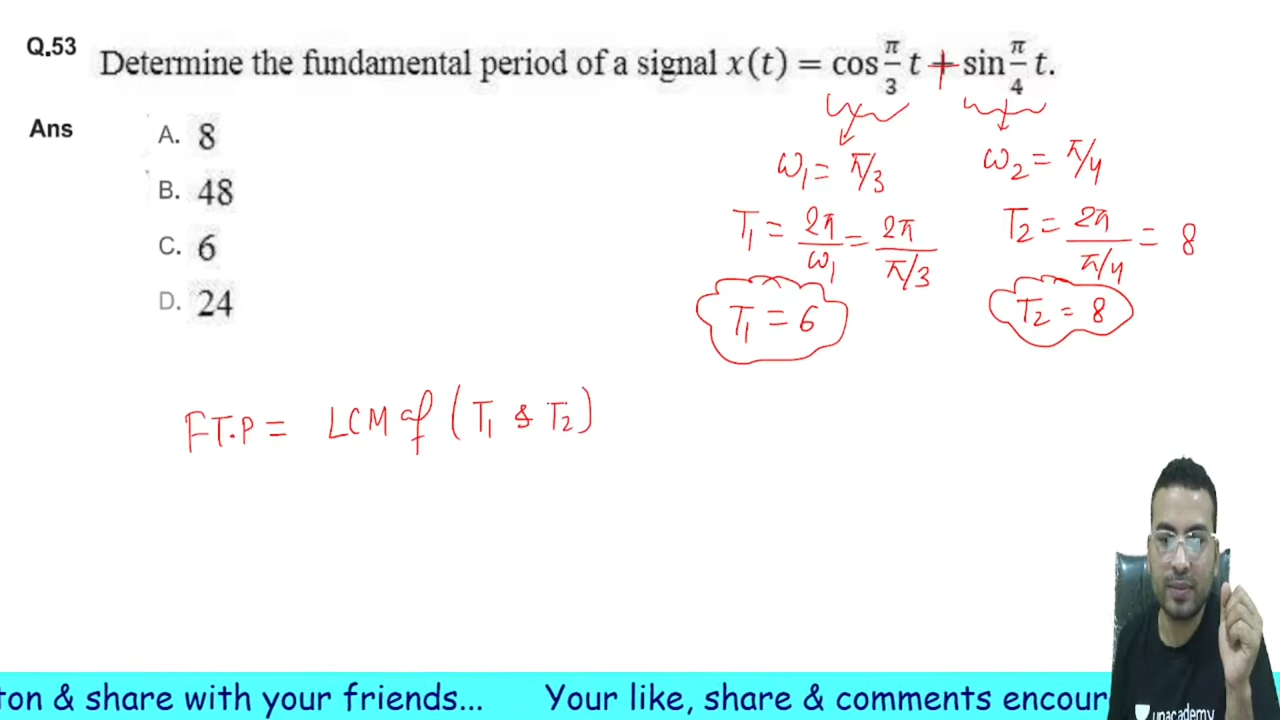 Q.53
Determine the fundamental period of a signal x(t) = cos π/3 t + sin π/4 t.
Ans
A. 8
B. 48
C. 6
D. 24
ω₁ = π/3
ω₂ = π/4
T₁ = 2π/ω₁ = 2π/π/3
T₂ = 2π/π/4 = 8
T₁ = 6
T₂ = 8
F.T.P = LCM of (T₁ & T₂)
ton & share with your friends... Your like, share & comments encour
unacademy